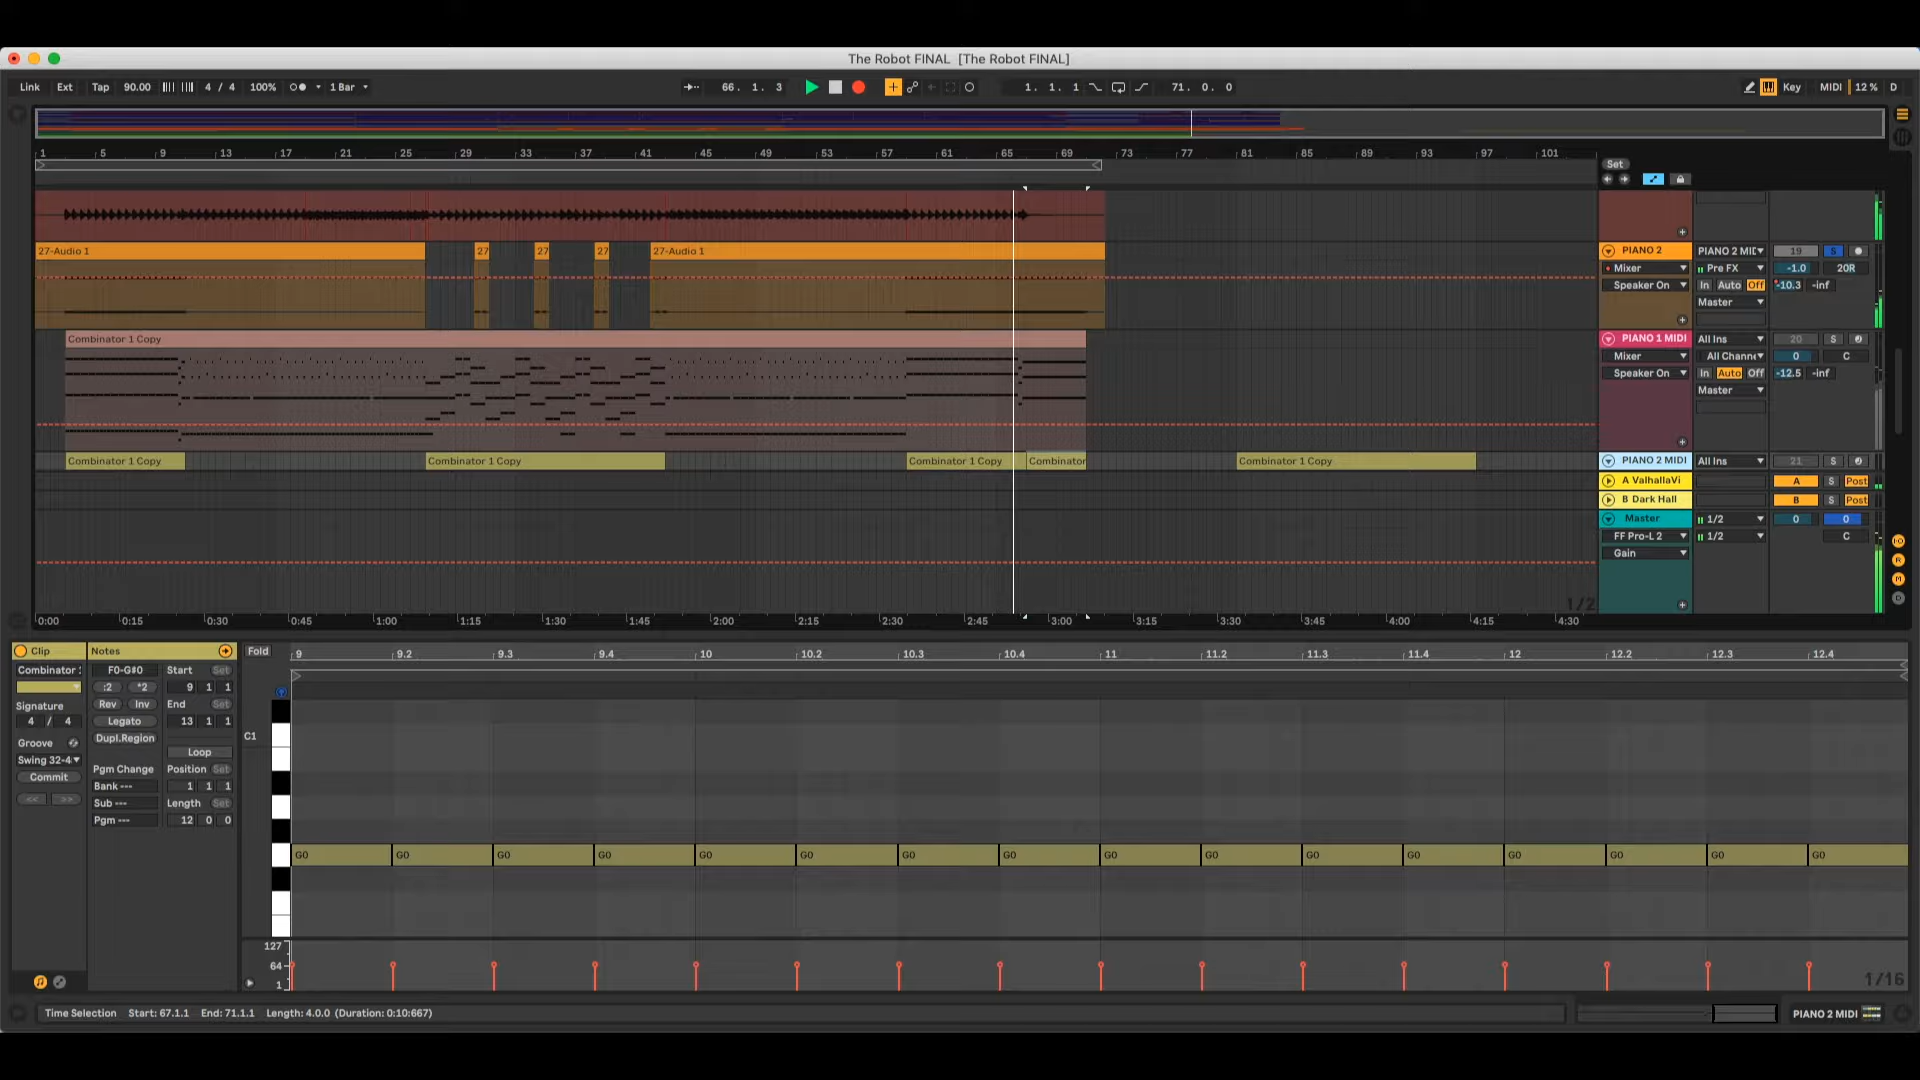 The Robot FINAL [The Robot FINAL]
Link Ext Tap 90.00 4 / 4 100% 1 Bar 66. 1. 3 1. 1. 1 71. 0. 0 Key MIDI 12 % D
1 5 9 13 17 21 25 29 33 37 41 45 49 53 57 61 65 69 73 77 81 85 89 93 97 101
Set
27-Audio 1 27 27 27 27-Audio 1 PIANO 2 PIANO 2 MIC 19 S
Mixer Pre FX -1.0 20R
Speaker On In Auto Off -10.3 -inf
Master
Combinator 1 Copy PIANO 1 MIDI All Ins 20 S
Mixer All Channe 0 C
Speaker On In Auto Off -12.5 -inf
Master
Combinator 1 Copy Combinator 1 Copy Combinator 1 Copy Combinator Combinator 1 Copy PIANO 2 MIDI All Ins 21 S
A ValhallaVi A S Post
B Dark Hall B S Post
Master 1/2 0 0
FF Pro-L 2 1/2 C
Gain
1/2
0:00 0:15 0:30 0:45 1:00 1:15 1:30 1:45 2:00 2:15 2:30 2:45 3:00 3:15 3:30 3:45 4:00 4:15 4:30
Clip Notes Fold 9 9.2 9.3 9.4 10 10.2 10.3 10.4 11 11.2 11.3 11.4 12 12.2 12.3 12.4
Combinator F0-G#0 Start Set
:2 *2 9 1 1
Signature Rev Inv End Set
4 / 4 Legato 13 1 1
Dupl.Region C1
Groove Loop
Swing 32-4 Pgm Change Position Set
Commit Bank --- 1 1 1
<< >> Sub --- Length Set
Pgm --- 12 0 0
G0 G0 G0 G0 G0 G0 G0 G0 G0 G0 G0 G0 G0 G0 G0 G0
127
64
1 1/16
Time Selection Start: 67.1.1 End: 71.1.1 Length: 4.0.0 (Duration: 0:10:667) PIANO 2 MIDI